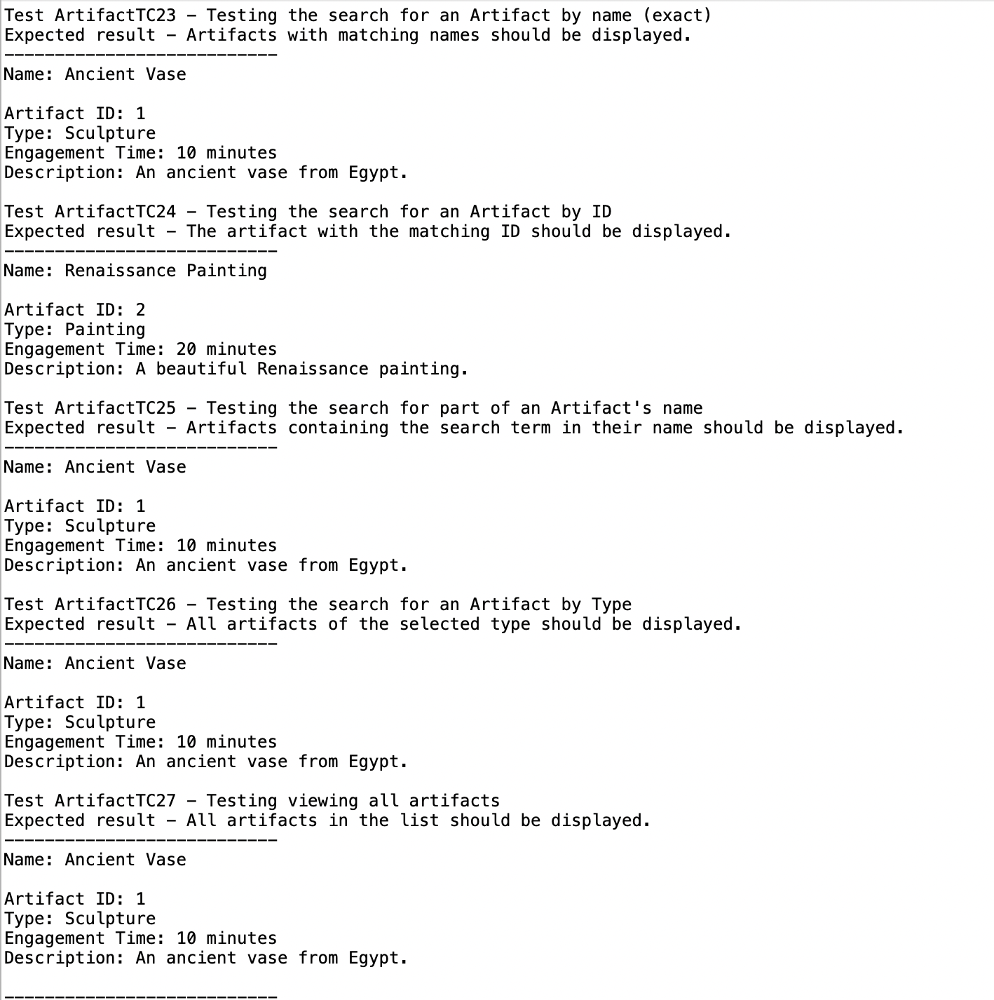 Test ArtifactTC23 – Testing the search for an Artifact by name (exact)
Expected result – Artifacts with matching names should be displayed.
---------------------------
Name: Ancient Vase
Artifact ID: 1
Type: Sculpture
Engagement Time: 10 minutes
Description: An ancient vase from Egypt.
Test ArtifactTC24 – Testing the search for an Artifact by ID
Expected result – The artifact with the matching ID should be displayed.
---------------------------
Name: Renaissance Painting
Artifact ID: 2
Type: Painting
Engagement Time: 20 minutes
Description: A beautiful Renaissance painting.
Test ArtifactTC25 – Testing the search for part of an Artifact's name
Expected result – Artifacts containing the search term in their name should be displayed.
---------------------------
Name: Ancient Vase
Artifact ID: 1
Type: Sculpture
Engagement Time: 10 minutes
Description: An ancient vase from Egypt.
Test ArtifactTC26 – Testing the search for an Artifact by Type
Expected result – All artifacts of the selected type should be displayed.
---------------------------
Name: Ancient Vase
Artifact ID: 1
Type: Sculpture
Engagement Time: 10 minutes
Description: An ancient vase from Egypt.
Test ArtifactTC27 – Testing viewing all artifacts
Expected result – All artifacts in the list should be displayed.
---------------------------
Name: Ancient Vase
Artifact ID: 1
Type: Sculpture
Engagement Time: 10 minutes
Description: An ancient vase from Egypt.
---------------------------